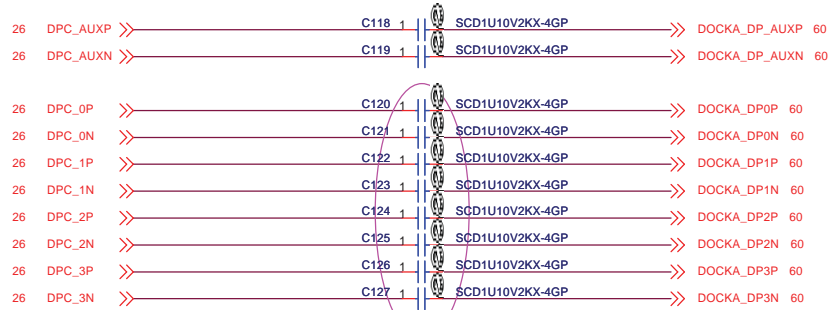 26 DPC_AUXP C118 1 SCD1U10V2KX-4GP DOCKA_DP_AUXP 60
26 DPC_AUXN C119 1 SCD1U10V2KX-4GP DOCKA_DP_AUXN 60
26 DPC_0P C120 1 SCD1U10V2KX-4GP DOCKA_DP0P 60
26 DPC_0N C121 1 SCD1U10V2KX-4GP DOCKA_DP0N 60
26 DPC_1P C122 1 SCD1U10V2KX-4GP DOCKA_DP1P 60
26 DPC_1N C123 1 SCD1U10V2KX-4GP DOCKA_DP1N 60
26 DPC_2P C124 1 SCD1U10V2KX-4GP DOCKA_DP2P 60
26 DPC_2N C125 1 SCD1U10V2KX-4GP DOCKA_DP2N 60
26 DPC_3P C126 1 SCD1U10V2KX-4GP DOCKA_DP3P 60
26 DPC_3N C127 1 SCD1U10V2KX-4GP DOCKA_DP3N 60